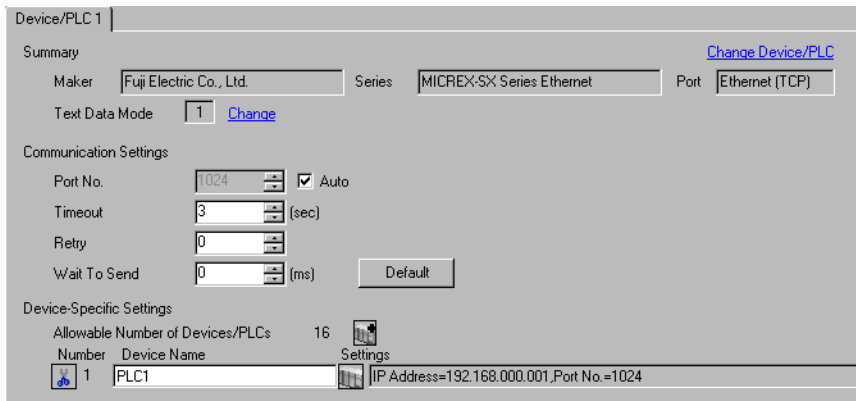 Device/PLC 1
Summary Change Device/PLC
Maker Fuji Electric Co., Ltd. Series MICREX-SX Series Ethernet Port Ethernet (TCP)
Text Data Mode 1 Change
Communication Settings
Port No. 1024 Auto
Timeout 3 (sec)
Retry 0
Wait To Send 0 (ms) Default
Device-Specific Settings
Allowable Number of Devices/PLCs 16
Number Device Name Settings
1 PLC1 IP Address=192.168.000.001,Port No.=1024